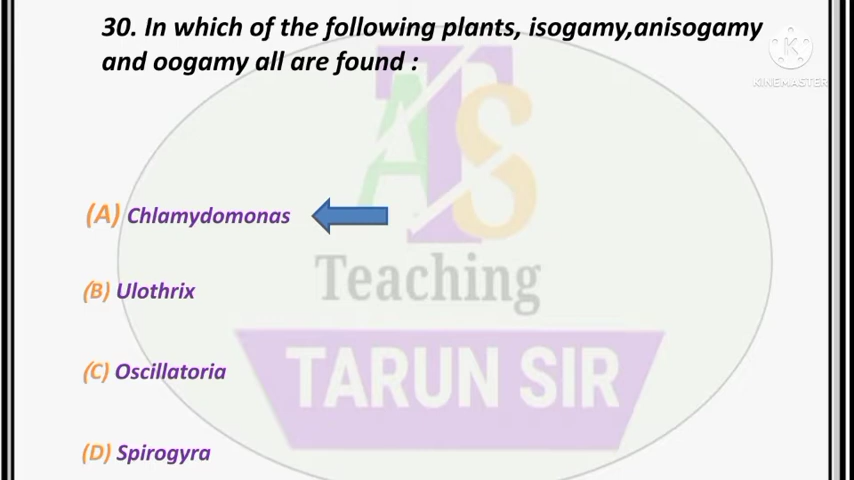 30. In which of the following plants, isogamy,anisogamy
and oogamy all are found :
K
KINEMASTER
ATS
(A) Chlamydomonas
Teaching
(B) Ulothrix
TARUN SIR
(C) Oscillatoria
(D) Spirogyra